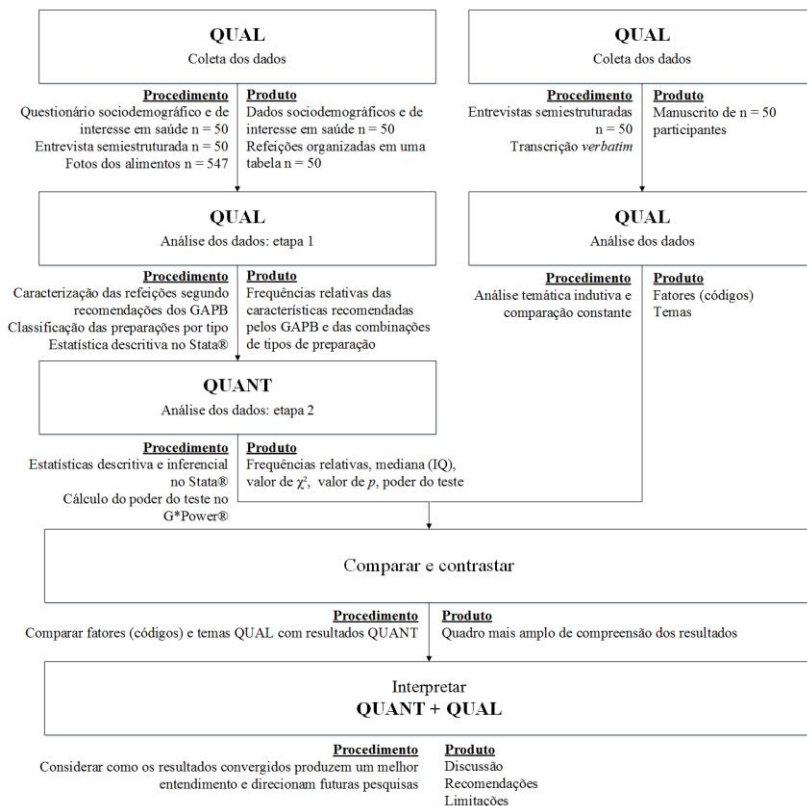 QUAL
Coleta dos dados
Procedimento
Questionário sociodemográfico e de
interesse em saúde n = 50
Entrevista semiestruturada n = 50
Fotos dos alimentos n = 547
Produto
Dados sociodemográficos e de
interesse em saúde n = 50
Refeições organizadas em uma
tabela n = 50
QUAL
Coleta dos dados
Procedimento
Entrevistas semiestruturadas
n = 50
Transcrição verbatim
Produto
Manuscrito de n = 50
participantes
QUAL
Análise dos dados: etapa 1
Procedimento
Caracterização das refeições segundo
recomendações dos GAPB
Classificação das preparações por tipo
Estatística descritiva no Stata®
Produto
Frequências relativas das
características recomendadas
pelos GAPB e das combinações
de tipos de preparação
QUAL
Análise dos dados
Procedimento
Análise temática indutiva e
comparação constante
Produto
Fatores (códigos)
Temas
QUANT
Análise dos dados: etapa 2
Procedimento
Estatísticas descritiva e inferencial
no Stata®
Cálculo do poder do teste no
G*Power®
Produto
Frequências relativas, mediana (IQ),
valor de χ², valor de p, poder do teste
Comparar e contrastar
Procedimento
Comparar fatores (códigos) e temas QUAL com resultados QUANT
Produto
Quadro mais amplo de compreensão dos resultados
Interpretar
QUANT + QUAL
Procedimento
Considerar como os resultados convergidos produzem um melhor
entendimento e direcionam futuras pesquisas
Produto
Discussão
Recomendações
Limitações